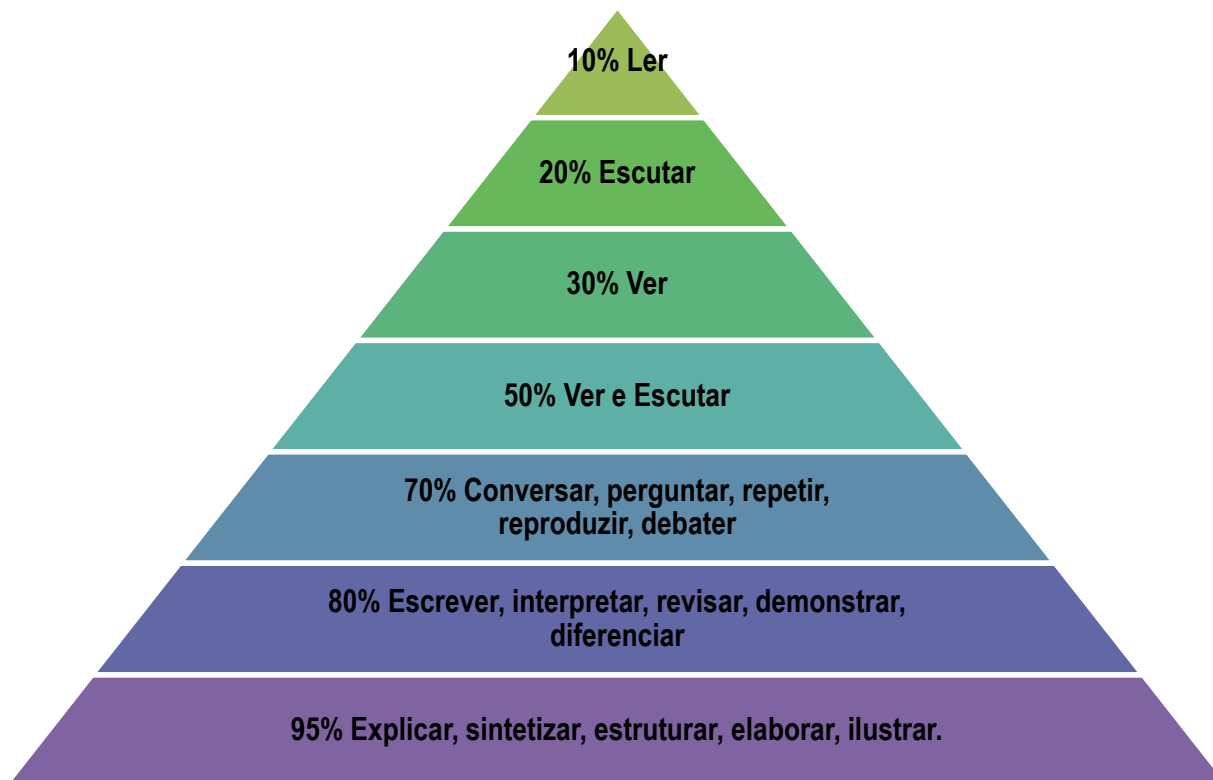 10% Ler
20% Escutar
30% Ver
50% Ver e Escutar
70% Conversar, perguntar, repetir,
reproduzir, debater
80% Escrever, interpretar, revisar, demonstrar,
diferenciar
95% Explicar, sintetizar, estruturar, elaborar, ilustrar.